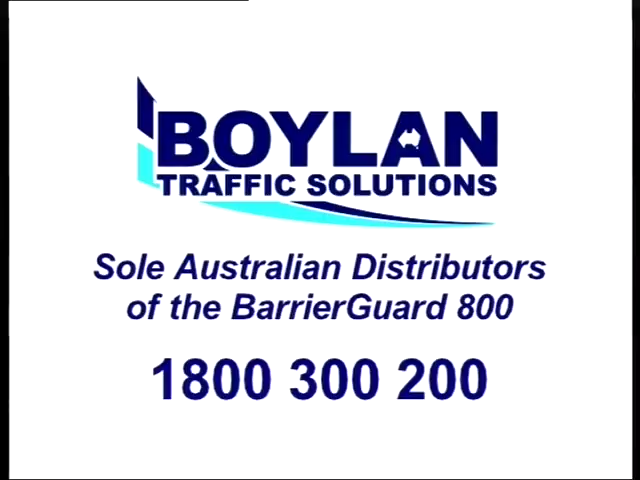 BOYLAN
TRAFFIC SOLUTIONS
Sole Australian Distributors
of the BarrierGuard 800
1800 300 200